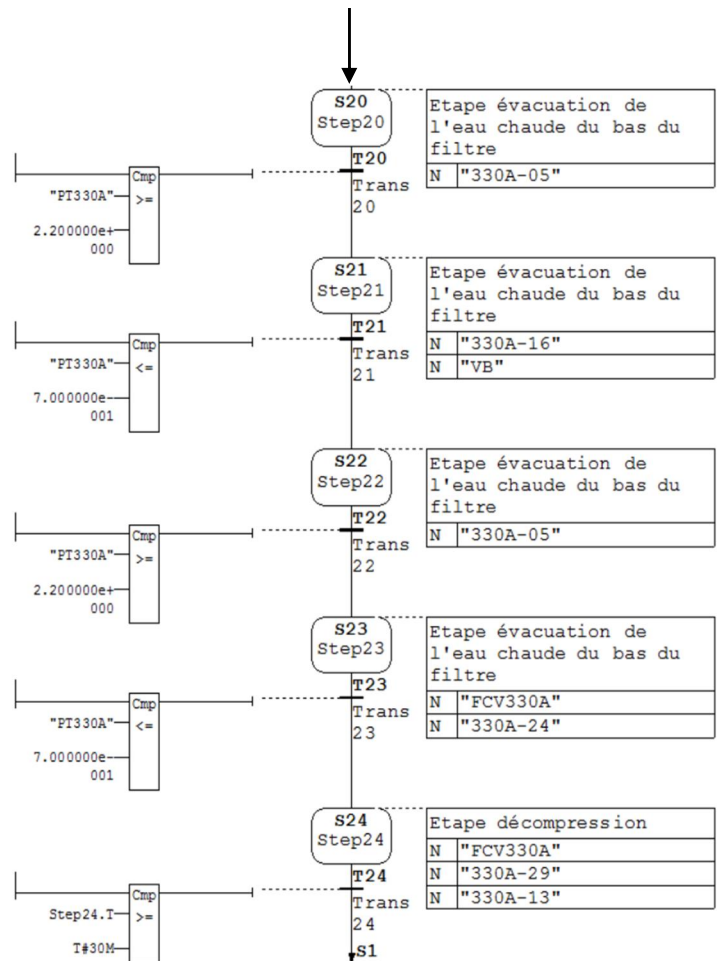 S20
Step20
Etape évacuation de
l'eau chaude du bas du
filtre
N "330A-05"
T20
Trans
20
Cmp
"PT330A"
>=
2.200000e+
000
S21
Step21
Etape évacuation de
l'eau chaude du bas du
filtre
N "330A-16"
N "VB"
T21
Trans
21
Cmp
"PT330A"
<=
7.000000e-
001
S22
Step22
Etape évacuation de
l'eau chaude du bas du
filtre
N "330A-05"
T22
Trans
22
Cmp
"PT330A"
>=
2.200000e+
000
S23
Step23
Etape évacuation de
l'eau chaude du bas du
filtre
N "FCV330A"
N "330A-24"
T23
Trans
23
Cmp
"PT330A"
<=
7.000000e-
001
S24
Step24
Etape décompression
N "FCV330A"
N "330A-29"
N "330A-13"
T24
Trans
24
Cmp
Step24.T
>=
T#30M
S1